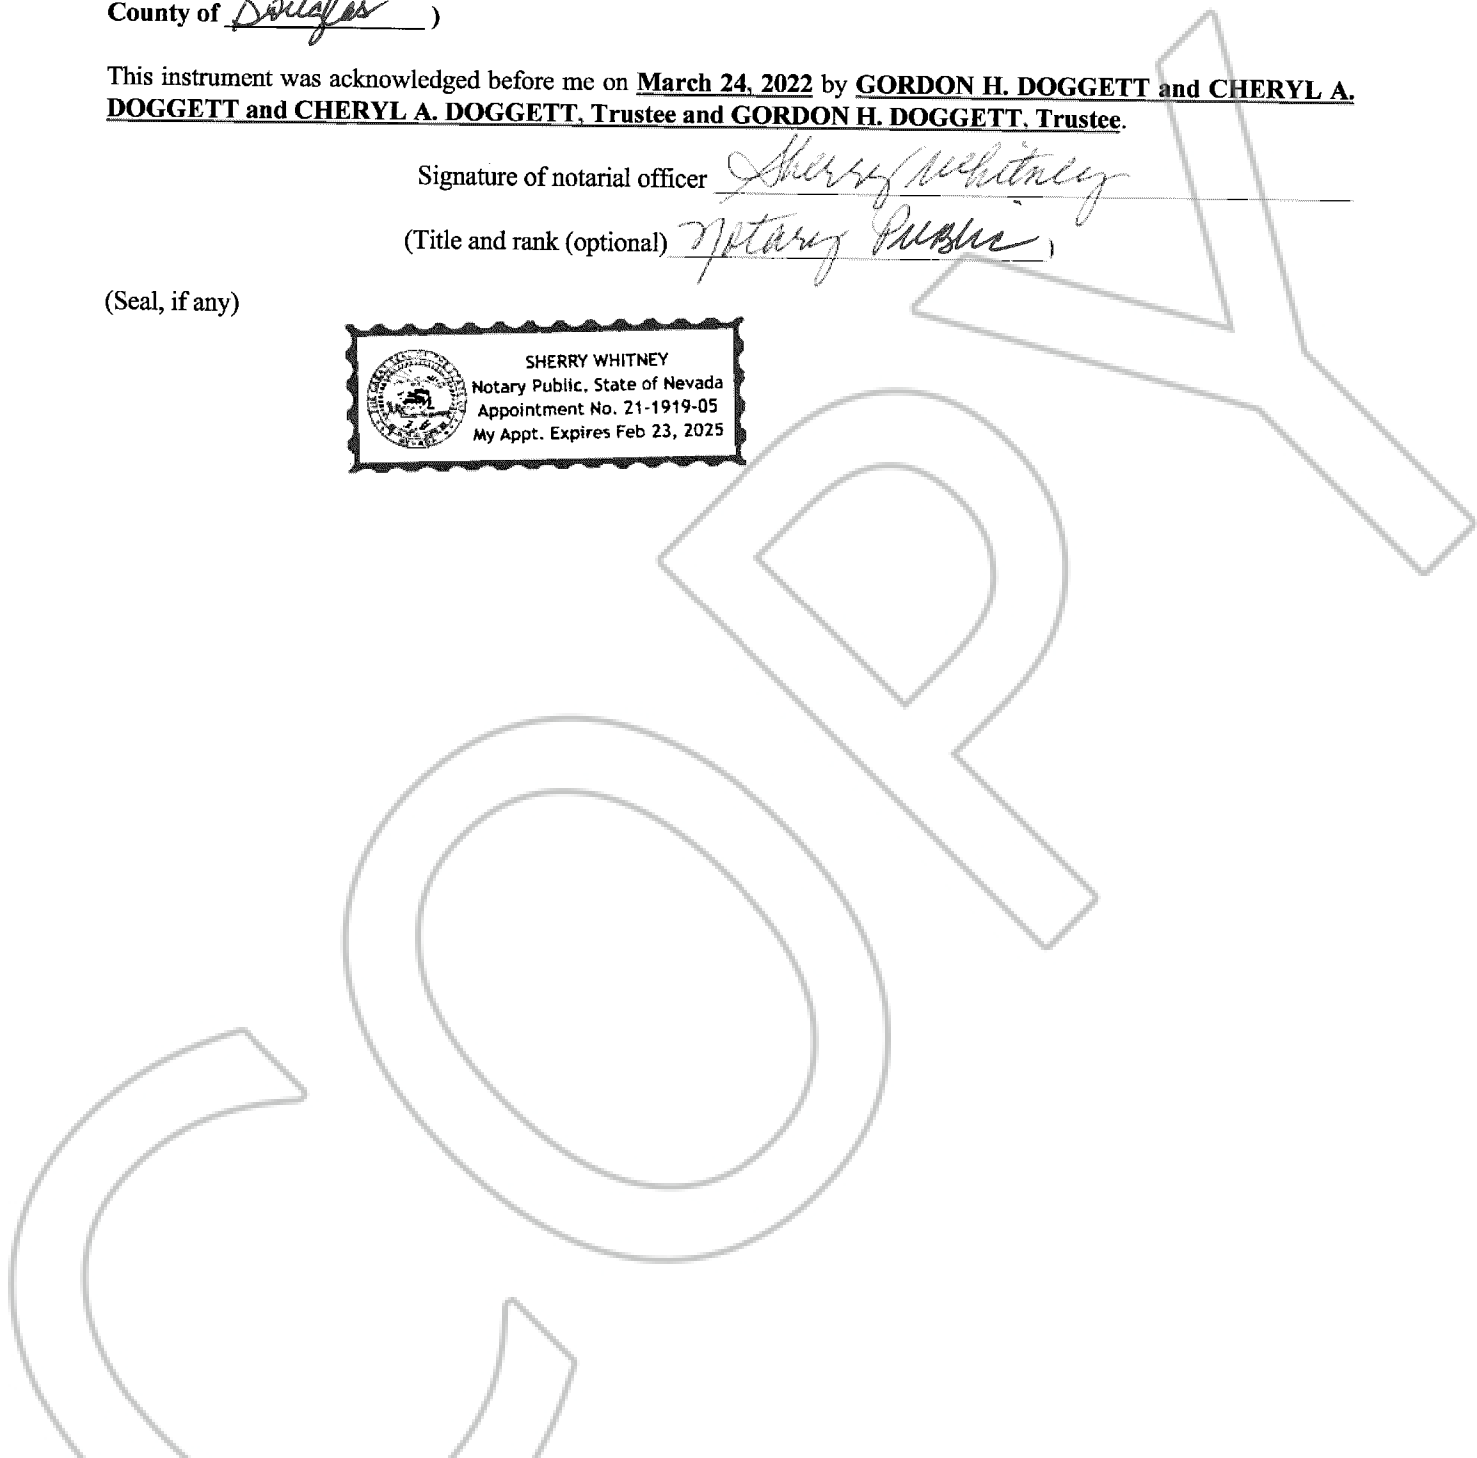 County of Douglas )
This instrument was acknowledged before me on March 24, 2022 by GORDON H. DOGGETT and CHERYL A.
DOGGETT and CHERYL A. DOGGETT, Trustee and GORDON H. DOGGETT, Trustee.
Signature of notarial officer Sherry Whitney
(Title and rank (optional) Notary Public )
(Seal, if any)
SHERRY WHITNEY
Notary Public, State of Nevada
Appointment No. 21-1919-05
My Appt. Expires Feb 23, 2025
COPY